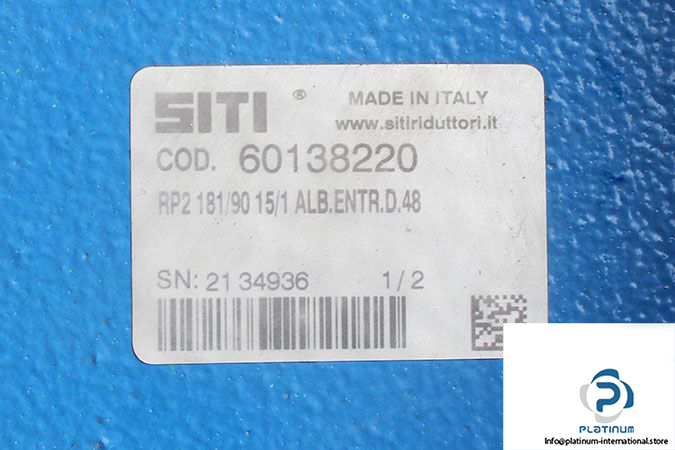 SITI ® MADE IN ITALY
www.sitiriduttori.it
COD. 60138220
RP2 181/90 15/1 ALB.ENTR.D.48
SN: 21 34936 1/2
PLATINUM
Info@platinum-international.store